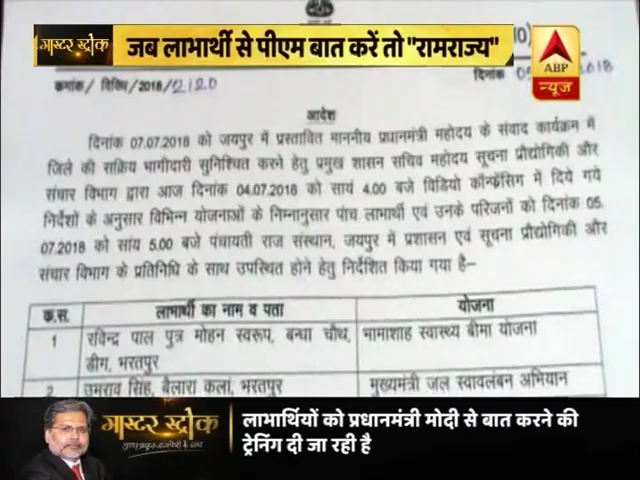 मास्टर स्ट्रोक
जब लाभार्थी से पीएम बात करें तो "रामराज्य"
abp
ABP
न्यूज़
क्रमांक/ विविध/2018/2120
दिनांक 05 2018
आदेश
दिनांक 07.07.2018 को जयपुर में प्रस्तावित माननीय प्रधानमंत्री महोदय के संवाद कार्यक्रम में
जिले की सक्रिय भागीदारी सुनिश्चित करने हेतु प्रमुख शासन सचिव महोदय सूचना प्रौद्योगिकी और
संचार विभाग द्वारा आज दिनांक 04.07.2018 को सायं 4.00 बजे विडियो कॉन्फ्रेंसिग में दिये गये
निर्देशों के अनुसार विभिन्न योजनाओं के निम्नानुसार पांच लाभार्थी एवं उनके परिजनों को दिनांक 05.
07.2018 को सांय 5.00 बजे पंचायती राज संस्थान, जयपुर में प्रशासन एवं सूचना प्रौद्योगिकी और
संचार विभाग के प्रतिनिधि के साथ उपस्थित होने हेतु निर्देशित किया गया है–
क.स. लाभार्थी का नाम व पता योजना
1 रविन्द्र पाल पुत्र मोहन स्वरूप, बन्धा चौथ, भामाशाह स्वास्थ्य बीमा योजना
डीग, भरतपुर
2 उमराव सिंह, बैलारा कलां, भरतपुर मुख्यमंत्री जल स्वावलंबन अभियान
मास्टर स्ट्रोक
लाभार्थियों को प्रधानमंत्री मोदी से बात करने की
ट्रेनिंग दी जा रही है